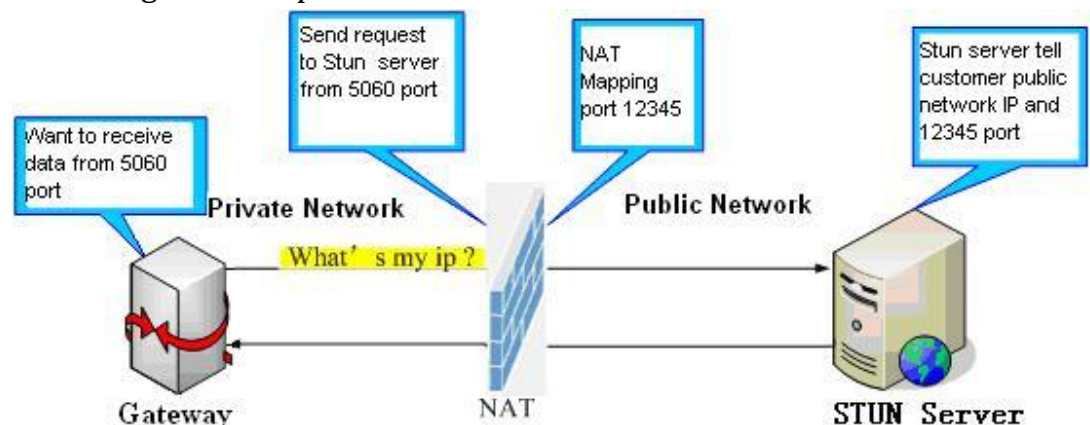 Send request
to Stun server
from 5060 port
NAT
Mapping
port 12345
Stun server tell
customer public
network IP and
12345 port
Want to receive
data from 5060
port
Private Network
Public Network
What's my ip ?
Gateway
NAT
STUN Server